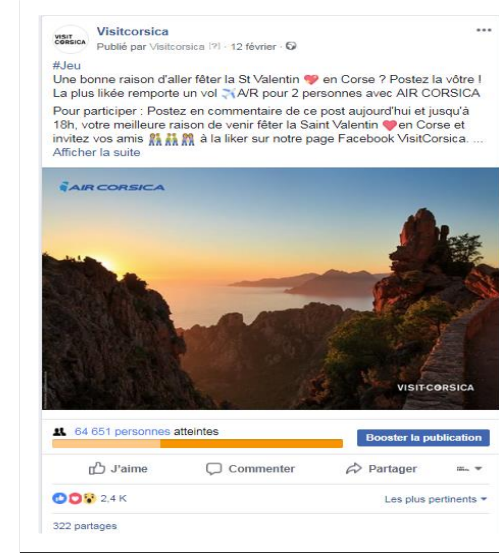 VISIT
CORSICA
Visitcorsica
Publié par Visitcorsica [?] · 12 février ·
#Jeu
Une bonne raison d'aller fêter la St Valentin 💘 en Corse ? Postez la vôtre !
La plus likée remporte un vol ✈️ A/R pour 2 personnes avec AIR CORSICA
Pour participer : Postez en commentaire de ce post aujourd'hui et jusqu'à
18h, votre meilleure raison de venir fêter la Saint Valentin ❤️ en Corse et
invitez vos amis 👫👬👭 à la liker sur notre page Facebook VisitCorsica. ...
Afficher la suite
AIR CORSICA
VISIT-CORSICA
64 651 personnes atteintes
Booster la publication
J'aime
Commenter
Partager
2,4 K
Les plus pertinents
322 partages